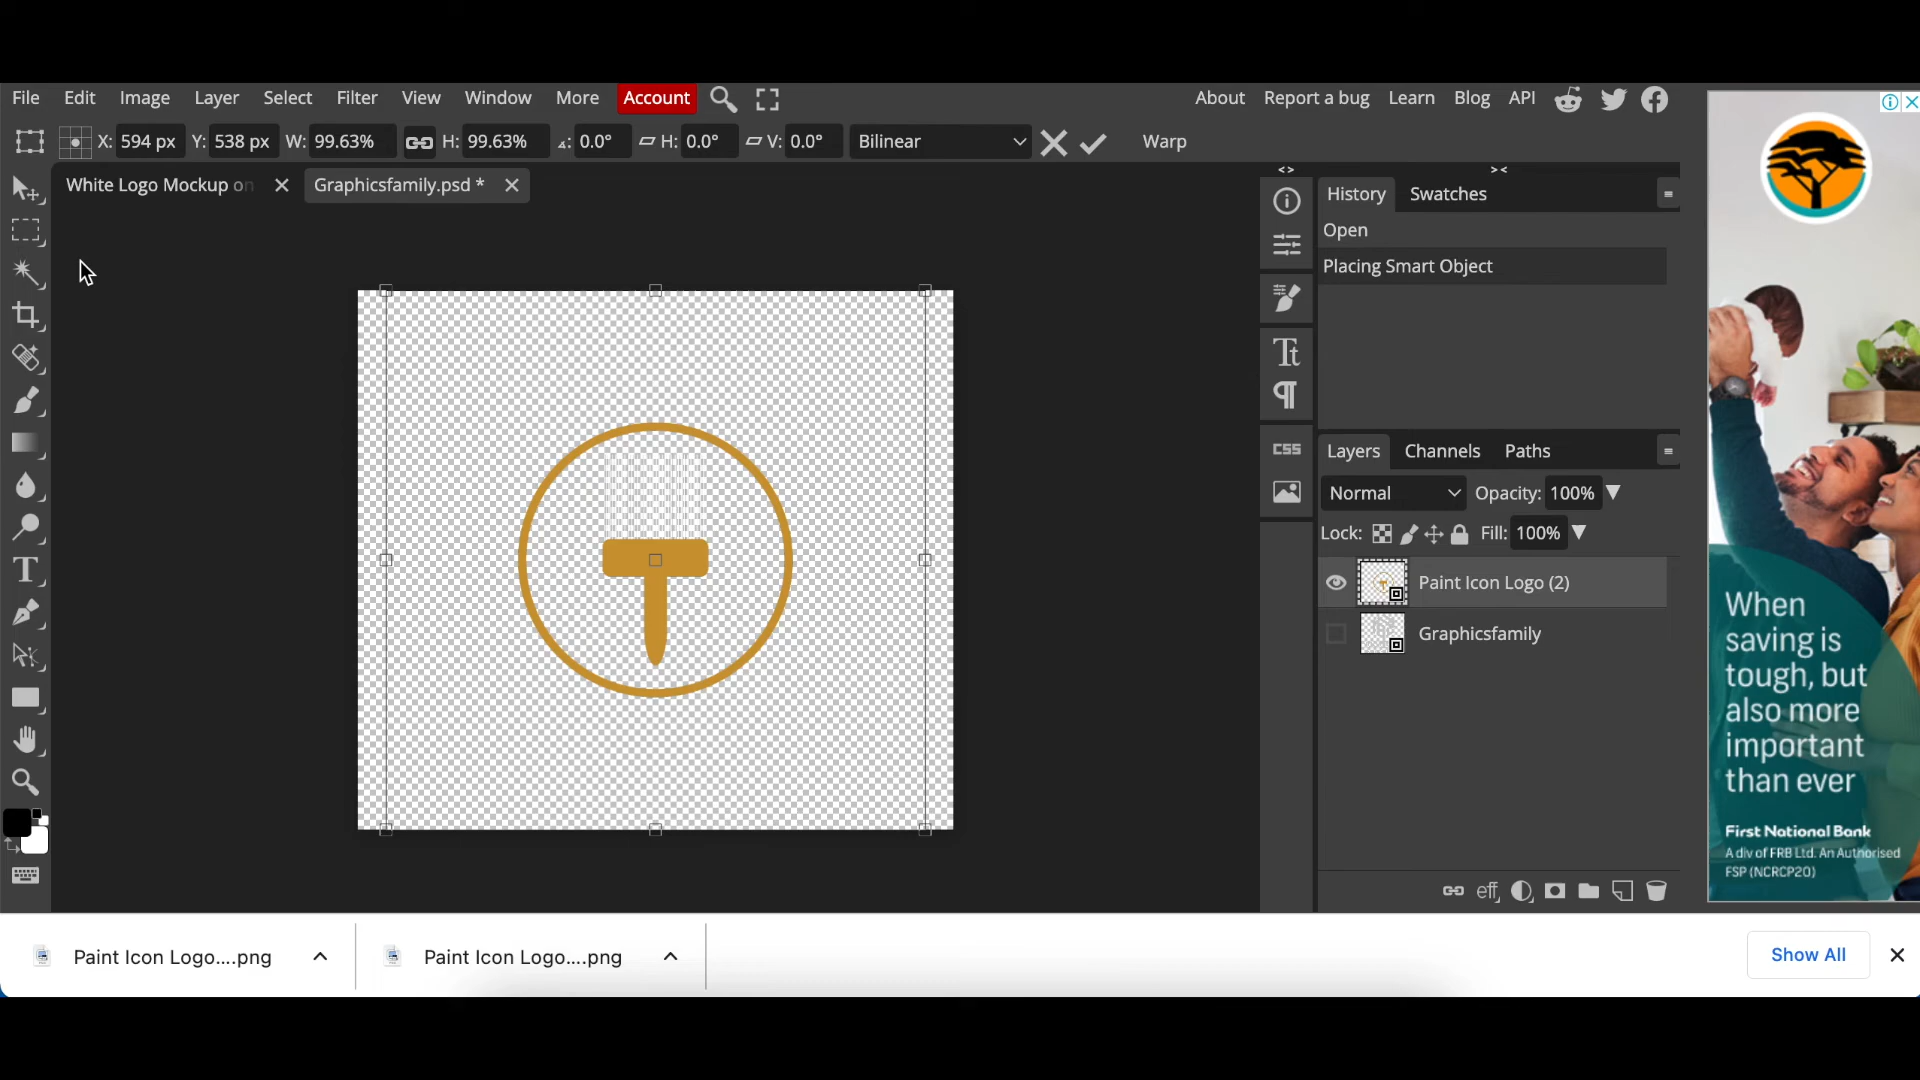 File Edit Image Layer Select Filter View Window More Account About Report a bug Learn Blog API
X: 594 px Y: 538 px W: 99.63% H: 99.63% 0.0° H: 0.0° V: 0.0° Bilinear Warp
White Logo Mockup on Graphicsfamily.psd *
History Swatches
Open
Placing Smart Object
Tt
CSS
Layers Channels Paths
Normal Opacity: 100%
Lock: Fill: 100%
Paint Icon Logo (2)
Graphicsfamily
eff
T
When
saving is
tough, but
also more
important
than ever
First National Bank
A div of FRB Ltd. An Authorised
FSP (NCRCP20)
Paint Icon Logo....png Paint Icon Logo....png Show All